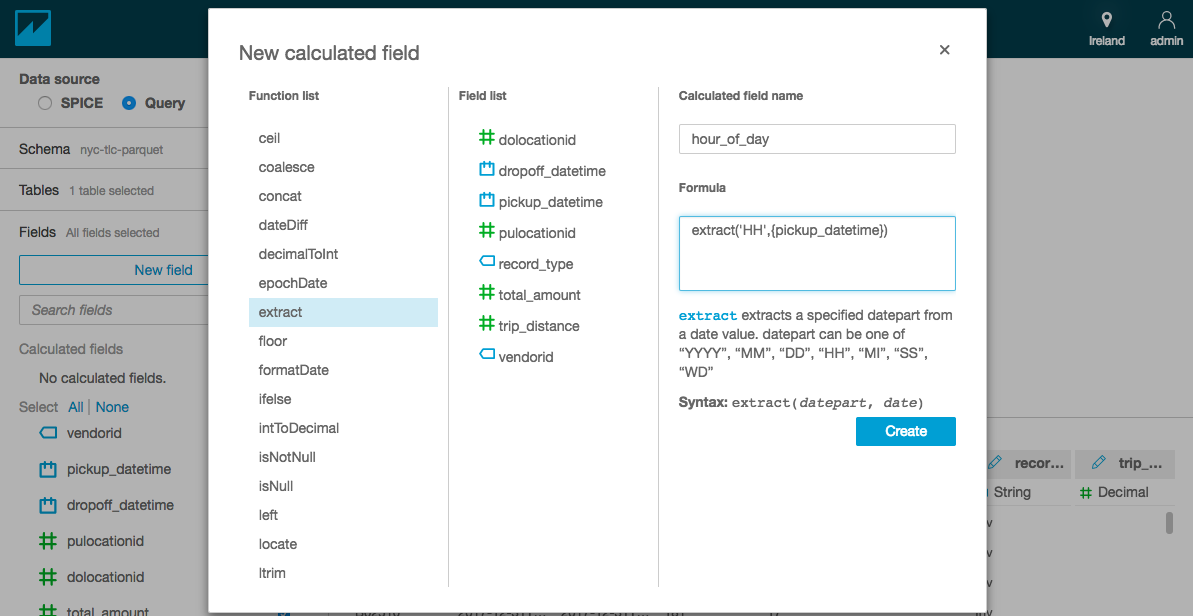 Ireland
admin
Data source
SPICE Query
Schema nyc-tlc-parquet
Tables 1 table selected
Fields All fields selected
New field
Search fields
Calculated fields
No calculated fields.
Select All None
vendorid
pickup_datetime
dropoff_datetime
pulocationid
dolocationid
total_amount
New calculated field
Function list
ceil
coalesce
concat
dateDiff
decimalToInt
epochDate
extract
floor
formatDate
ifelse
intToDecimal
isNotNull
isNull
left
locate
ltrim
Field list
dolocationid
dropoff_datetime
pickup_datetime
pulocationid
record_type
total_amount
trip_distance
vendorid
Calculated field name
hour_of_day
Formula
extract('HH',{pickup_datetime})
extract extracts a specified datepart from
a date value. datepart can be one of
“YYYY”, “MM”, “DD”, “HH”, “MI”, “SS”,
“WD”
Syntax: extract(datepart, date)
Create
recor... trip_...
String Decimal